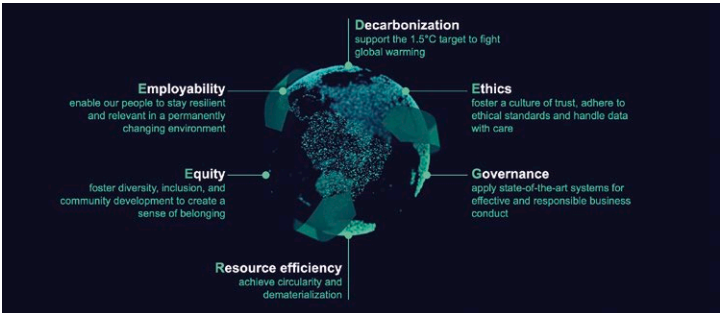 Decarbonization
support the 1.5°C target to fight
global warming
Ethics
foster a culture of trust, adhere to
ethical standards and handle data
with care
Governance
apply state-of-the-art systems for
effective and responsible business
conduct
Resource efficiency
achieve circularity and
dematerialization
Equity
foster diversity, inclusion, and
community development to create a
sense of belonging
Employability
enable our people to stay resilient
and relevant in a permanently
changing environment